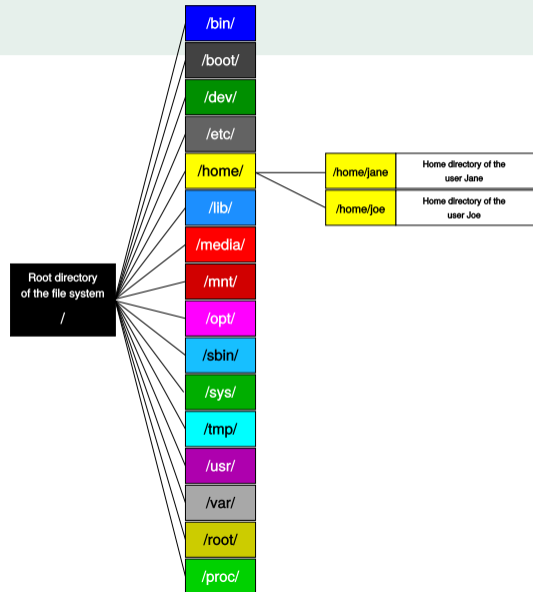 /bin/
/boot/
/dev/
/etc/
/home/
/home/jane
Home directory of the
user Jane
/home/joe
Home directory of the
user Joe
/lib/
/media/
/mnt/
Root directory
of the file system
/
/opt/
/sbin/
/sys/
/tmp/
/usr/
/var/
/root/
/proc/